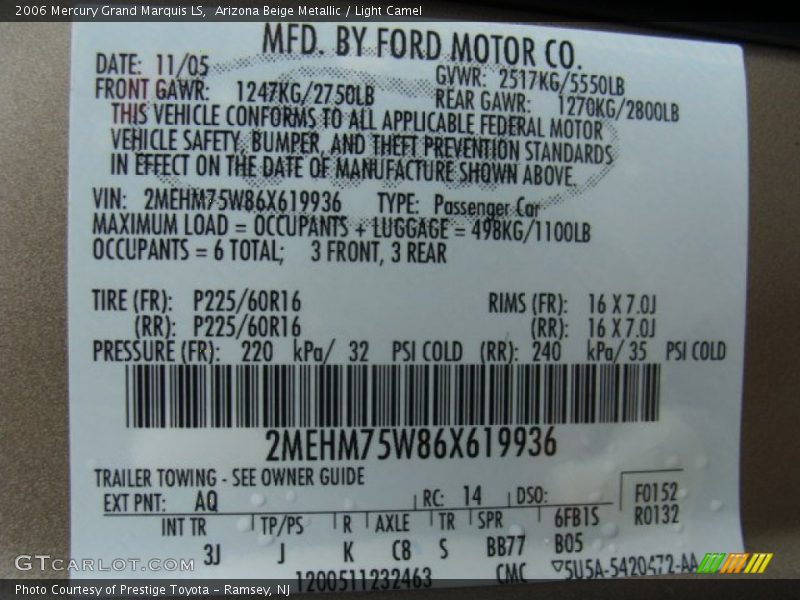 2006 Mercury Grand Marquis LS, Arizona Beige Metallic / Light Camel
MFD. BY FORD MOTOR CO.
DATE: 11/05 GVWR: 2517KG/5550LB
FRONT GAWR: 1247KG/2750LB REAR GAWR: 1270KG/2800LB
THIS VEHICLE CONFORMS TO ALL APPLICABLE FEDERAL MOTOR
VEHICLE SAFETY, BUMPER, AND THEFT PREVENTION STANDARDS
IN EFFECT ON THE DATE OF MANUFACTURE SHOWN ABOVE.
VIN: 2MEHM75W86X619936 TYPE: Passenger Car
MAXIMUM LOAD = OCCUPANTS + LUGGAGE = 498KG/1100LB
OCCUPANTS = 6 TOTAL; 3 FRONT, 3 REAR
TIRE (FR): P225/60R16 RIMS (FR): 16 X 7.0J
(RR): P225/60R16 (RR): 16 X 7.0J
PRESSURE (FR): 220 kPa/ 32 PSI COLD (RR): 240 kPa/ 35 PSI COLD
2MEHM75W86X619936
TRAILER TOWING - SEE OWNER GUIDE
EXT PNT: AQ RC: 14 DSO: F0152
INT TR TP/PS R AXLE TR SPR 6FB1S R0132
3J J K C8 S BB77 B05
1200511232463 CMC 5U5A-5420472-AA
GTCarLot.com
Photo Courtesy of Prestige Toyota - Ramsey, NJ